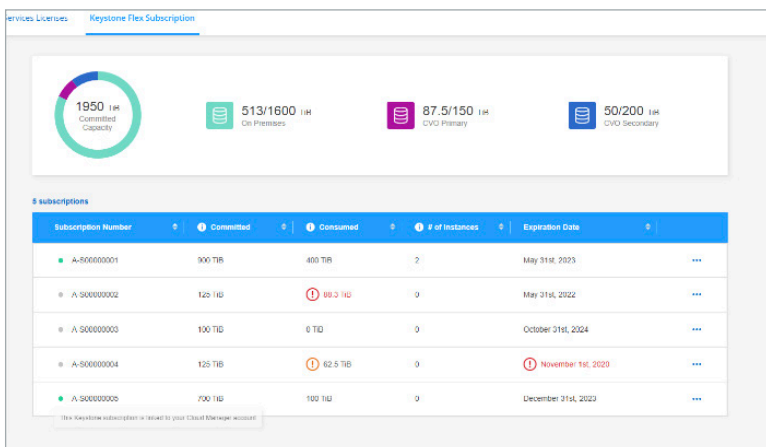 ervices Licenses Keystone Flex Subscription
1950 TiB
Committed
Capacity
513/1600 TiB
On Premises
87.5/150 TiB
CVO Primary
50/200 TiB
CVO Secondary
5 subscriptions
Subscription Number Committed Consumed # of Instances Expiration Date
A-S00000001 900 TiB 400 TiB 2 May 31st, 2023
A-S00000002 125 TiB 88.3 TiB 0 May 31st, 2022
A-S00000003 100 TiB 0 TiB 0 October 31st, 2024
A-S00000004 125 TiB 62.5 TiB 0 November 1st, 2020
A-S00000005 700 TiB 100 TiB 0 December 31st, 2023
This Keystone subscription is linked to your Cloud Manager account